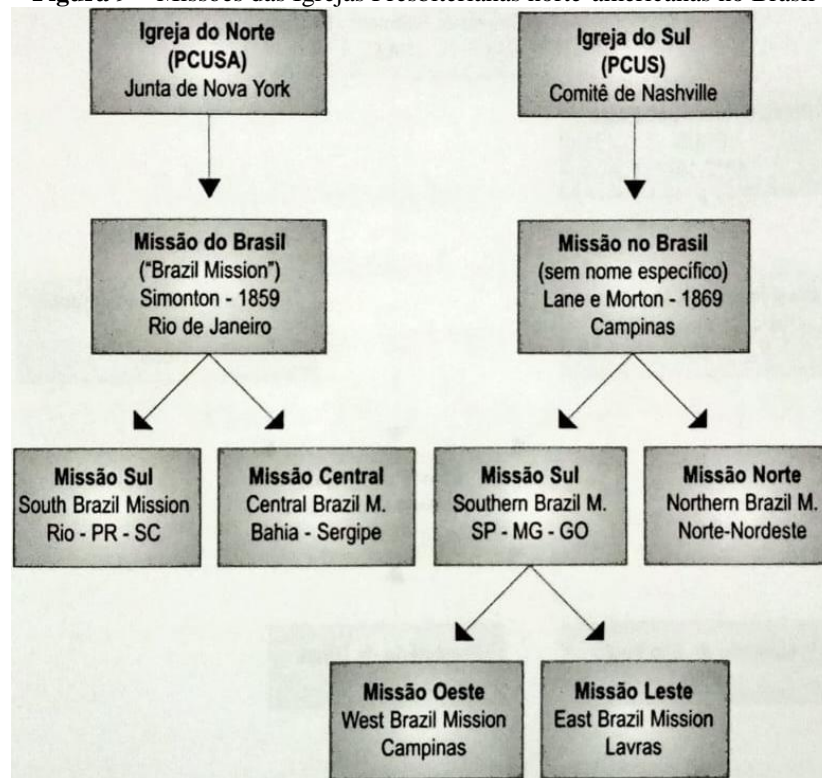 Figura 9 – Missões das Igrejas Presbiterianas norte-americanas no Brasil
Igreja do Norte
(PCUSA)
Junta de Nova York
Igreja do Sul
(PCUS)
Comitê de Nashville
Missão do Brasil
("Brazil Mission")
Simonton - 1859
Rio de Janeiro
Missão no Brasil
(sem nome específico)
Lane e Morton - 1869
Campinas
Missão Sul
South Brazil Mission
Rio - PR - SC
Missão Central
Central Brazil M.
Bahia - Sergipe
Missão Sul
Southern Brazil M.
SP - MG - GO
Missão Norte
Northern Brazil M.
Norte-Nordeste
Missão Oeste
West Brazil Mission
Campinas
Missão Leste
East Brazil Mission
Lavras